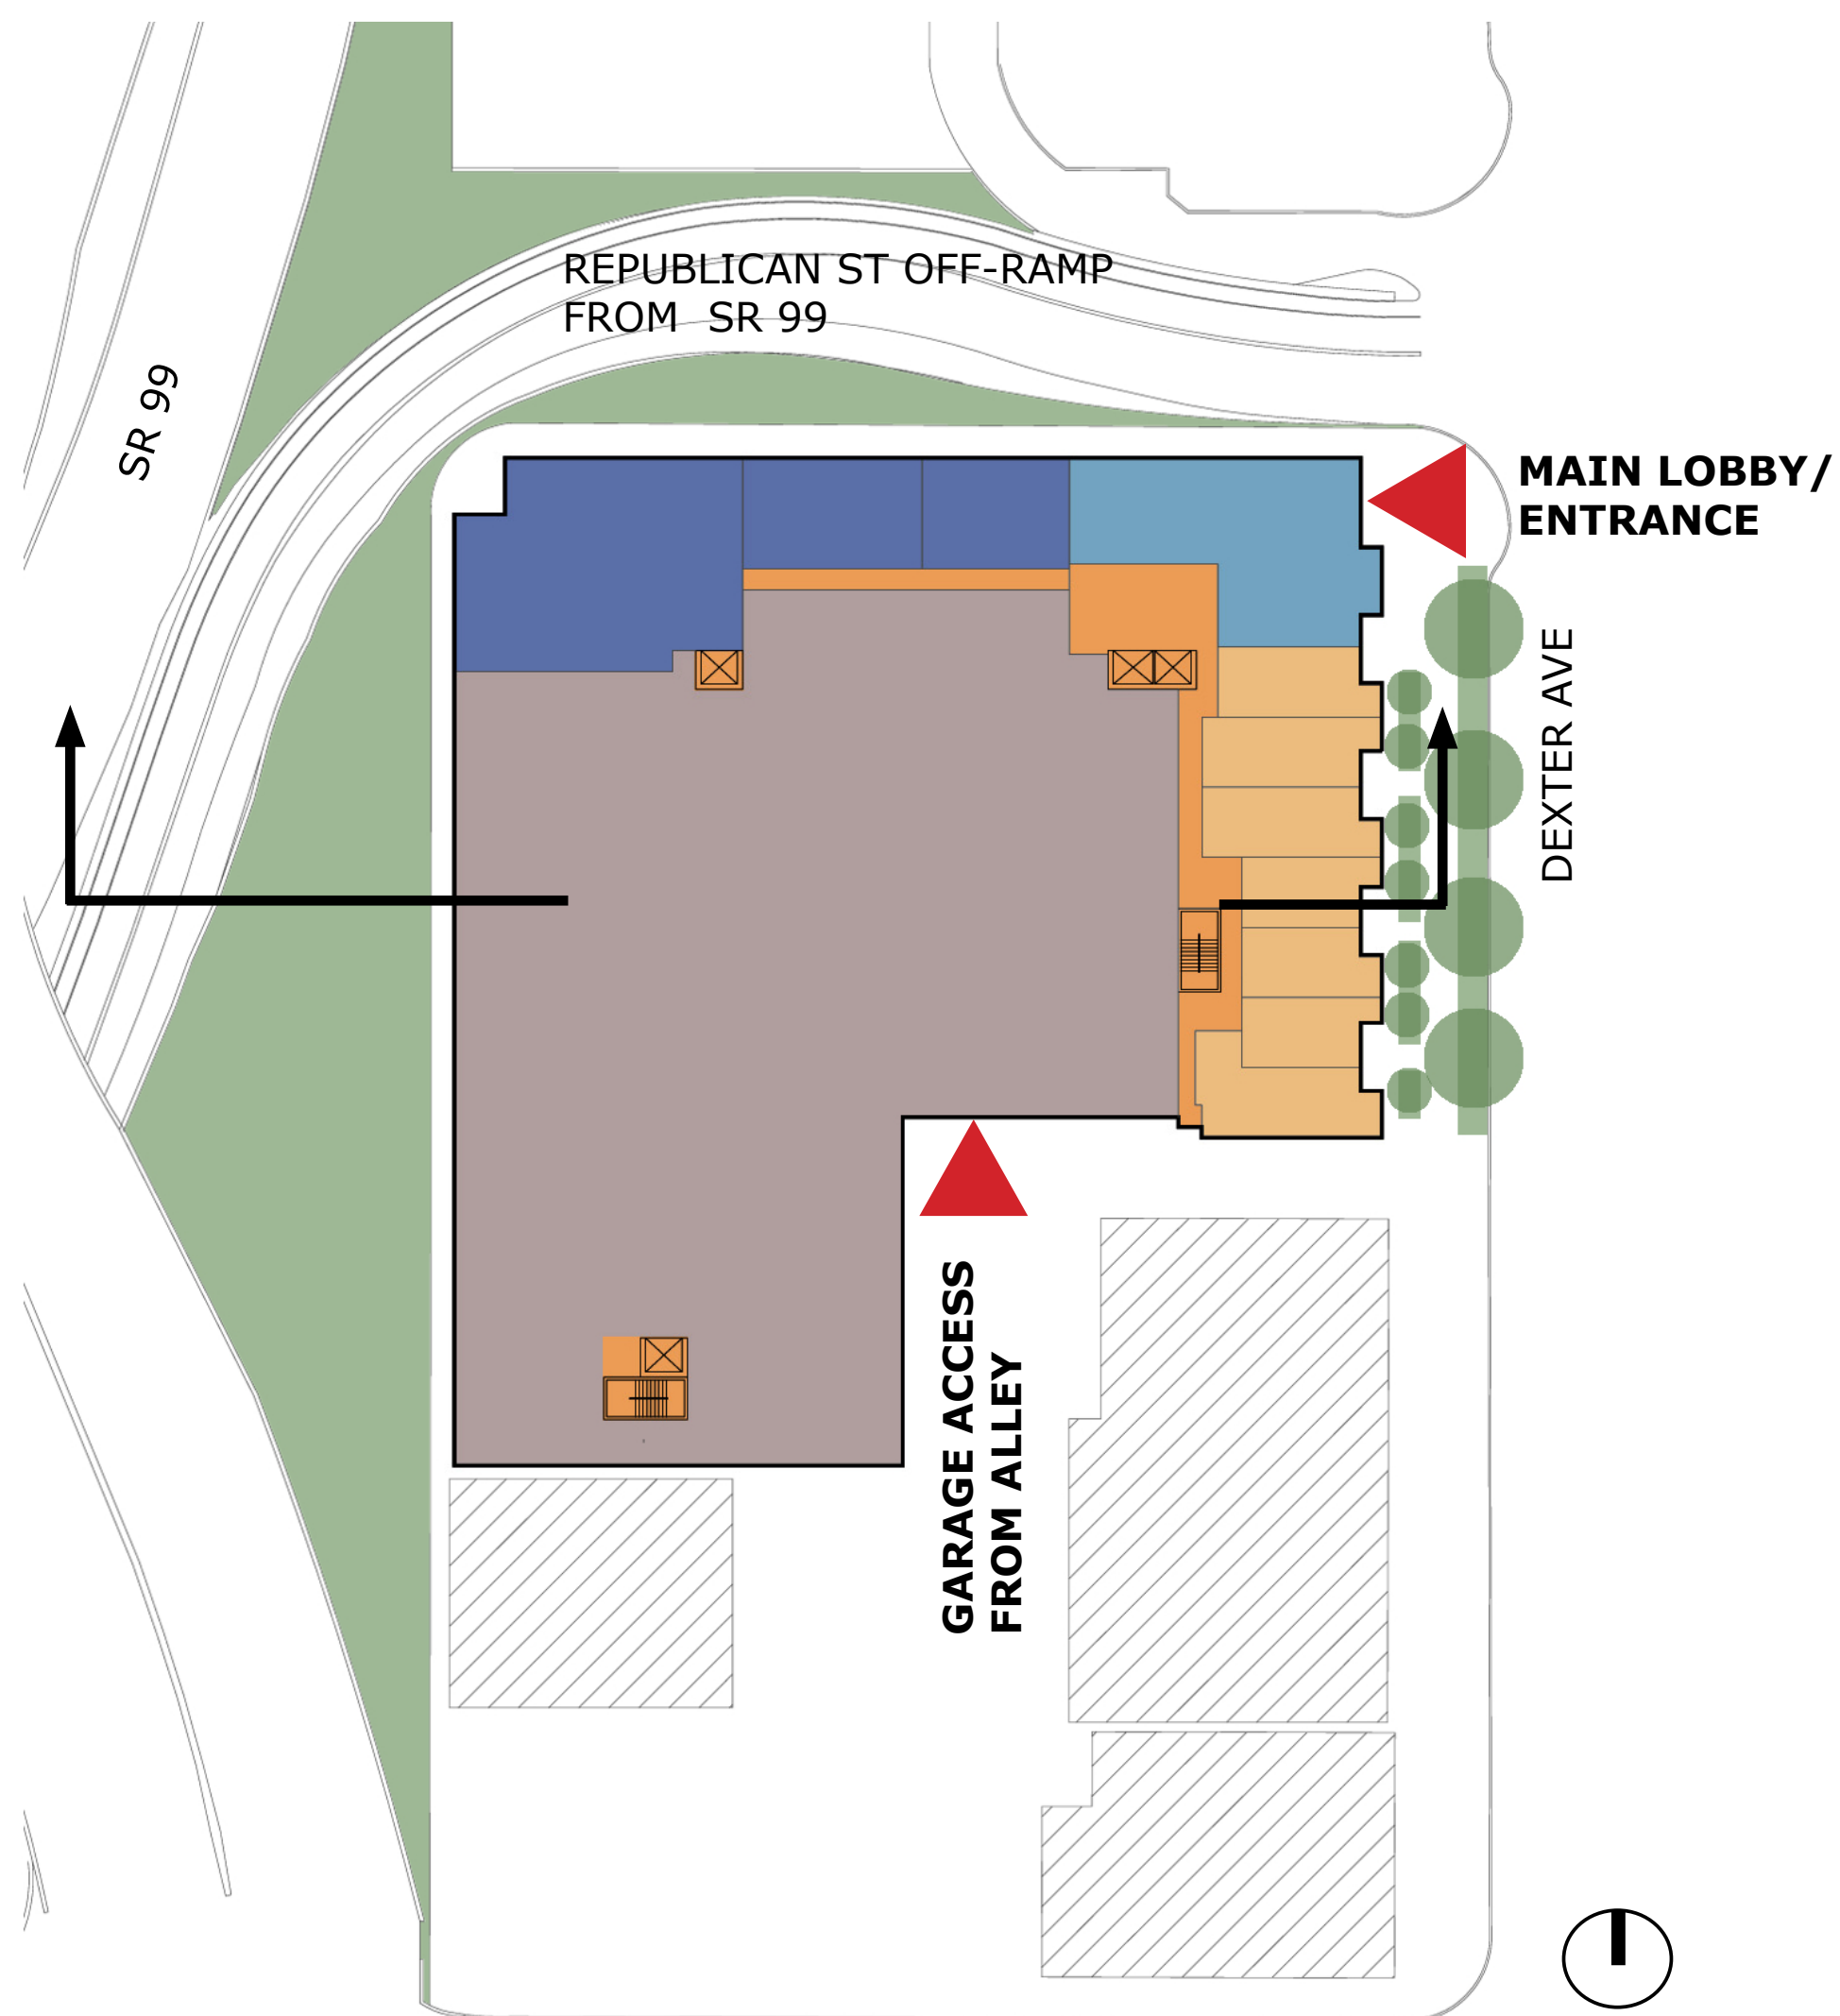 REPUBLICAN ST OFF-RAMP
FROM SR 99
SR 99
MAIN LOBBY/
ENTRANCE
DEXTER AVE
GARAGE ACCESS
FROM ALLEY